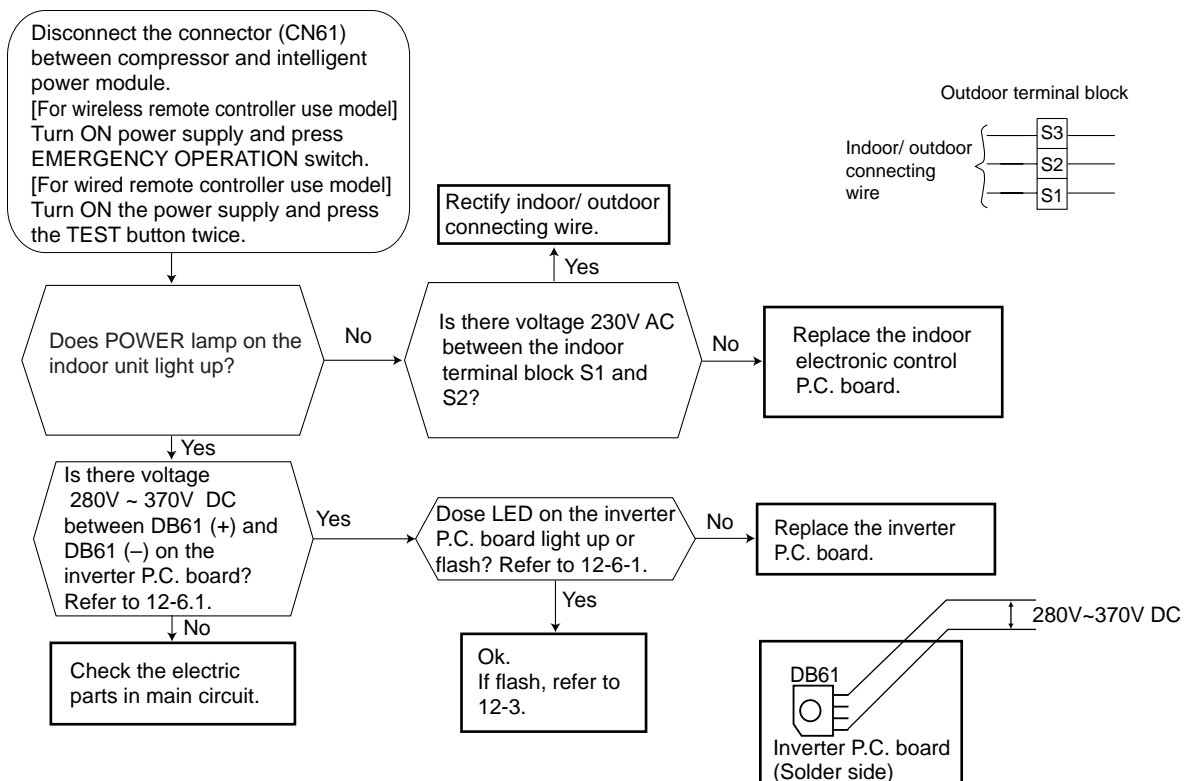 Disconnect the connector (CN61)
between compressor and intelligent
power module.
[For wireless remote controller use model]
Turn ON power supply and press
EMERGENCY OPERATION switch.
[For wired remote controller use model]
Turn ON the power supply and press
the TEST button twice.
Outdoor terminal block
S3
S2
S1
Indoor/ outdoor
connecting
wire
Rectify indoor/ outdoor
connecting wire.
Yes
Does POWER lamp on the
indoor unit light up?
No
Is there voltage 230V AC
between the indoor
terminal block S1 and
S2?
No
Replace the indoor
electronic control
P.C. board.
Yes
Is there voltage
280V ~ 370V DC
between DB61 (+) and
DB61 (–) on the
inverter P.C. board?
Refer to 12-6.1.
Yes
Dose LED on the inverter
P.C. board light up or
flash? Refer to 12-6-1.
No
Replace the inverter
P.C. board.
No
Check the electric
parts in main circuit.
Yes
Ok.
If flash, refer to
12-3.
280V~370V DC
DB61
Inverter P.C. board
(Solder side)